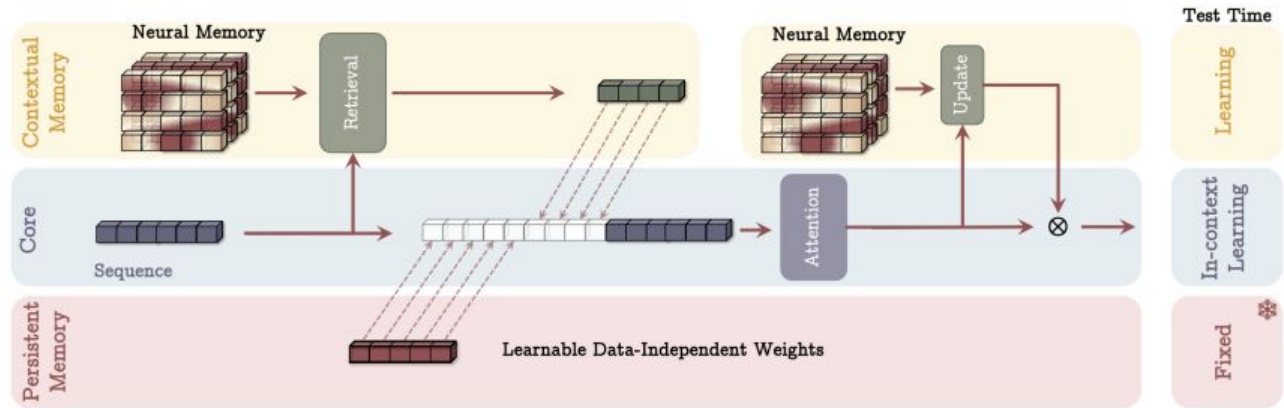 Test Time
Neural Memory
Neural Memory
Contextual
Memory
Retrieval
Update
Learning
Core
Sequence
Attention
In-context
Learning
Persistent
Memory
Learnable Data-Independent Weights
Fixed